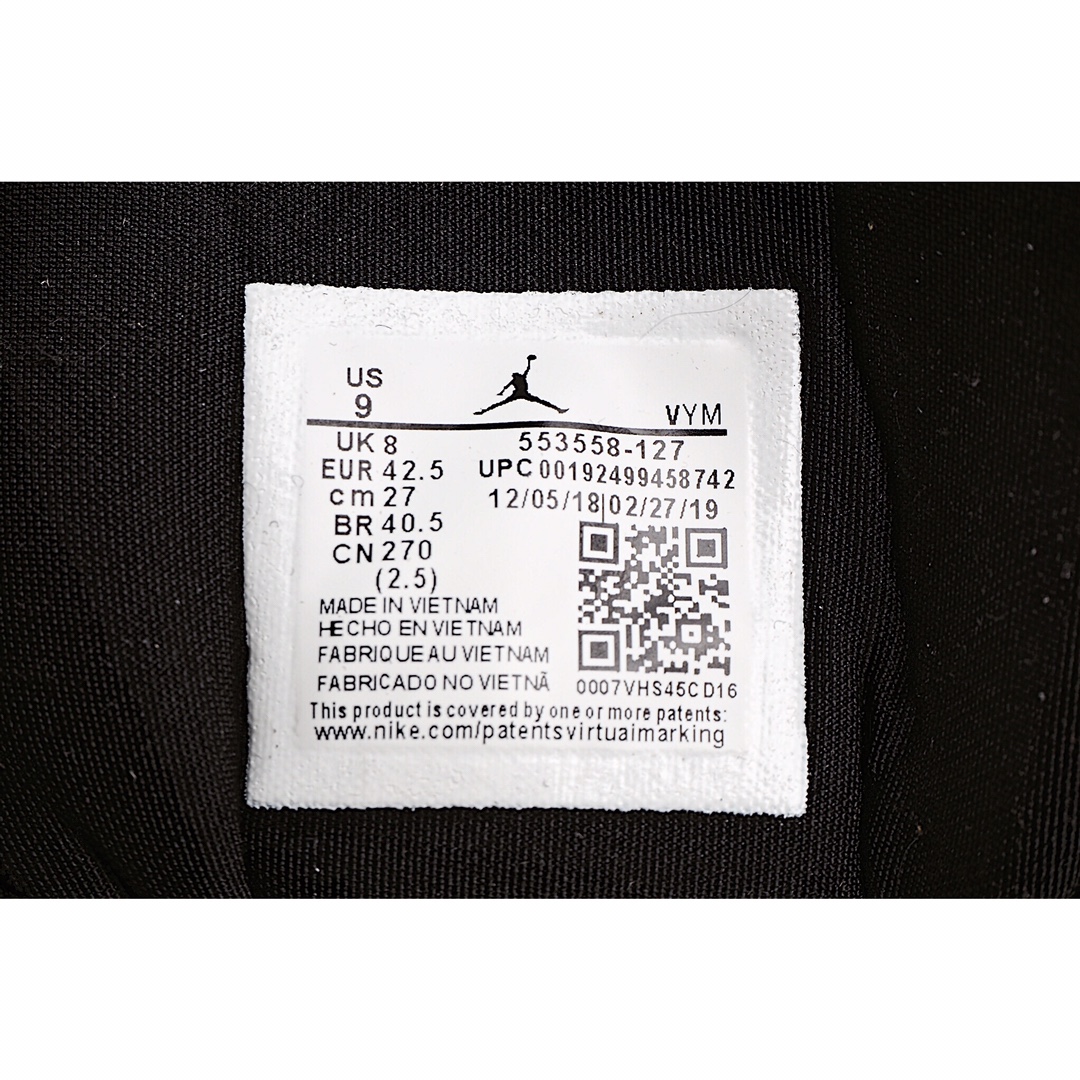 US
9
VYM
UK 8
553558-127
EUR 42.5
UPC 00192499458742
cm 27
12/05/18|02/27/19
BR 40.5
CN 270
(2.5)
MADE IN VIETNAM
HECHO EN VIETNAM
FABRIQUE AU VIETNAM
FABRICADO NO VIETNÃ
0007VHS45CD16
This product is covered by one or more patents:
www.nike.com/patentsvirtuaimarking